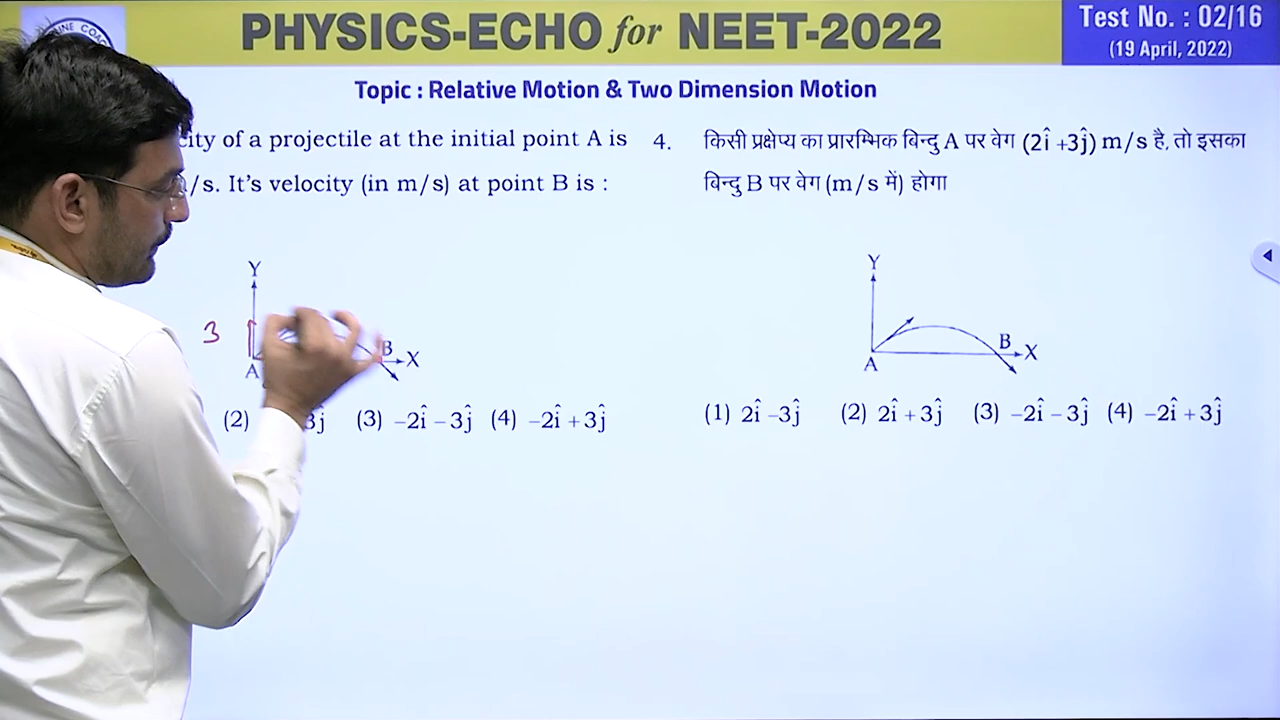 PHYSICS-ECHO for NEET-2022
Test No. : 02/16
(19 April, 2022)
Topic : Relative Motion & Two Dimension Motion
of a projectile at the initial point A is
/s. It's velocity (in m/s) at point B is :
Y
3
A
B
X
(2) 3ĵ (3) −2î − 3ĵ (4) −2î + 3ĵ
4. किसी प्रक्षेप्य का प्रारम्भिक बिन्दु A पर वेग (2î +3ĵ) m/s है, तो इसका
बिन्दु B पर वेग (m/s में) होगा
Y
A
B
X
(1) 2î −3ĵ (2) 2î + 3ĵ (3) −2î − 3ĵ (4) −2î + 3ĵ